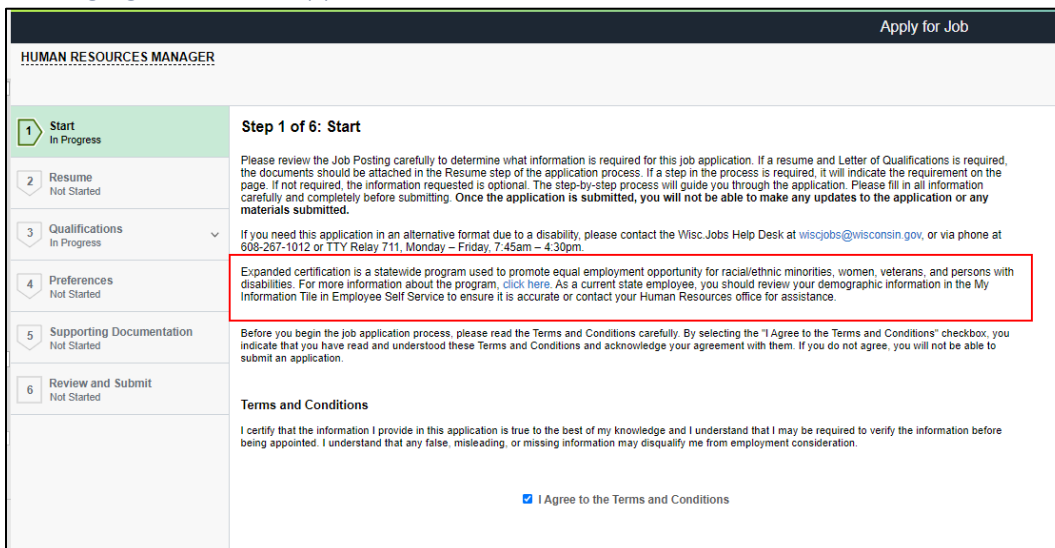 Apply for Job
HUMAN RESOURCES MANAGER
1 Start
In Progress
2 Resume
Not Started
3 Qualifications
In Progress
4 Preferences
Not Started
5 Supporting Documentation
Not Started
6 Review and Submit
Not Started
Step 1 of 6: Start
Please review the Job Posting carefully to determine what information is required for this job application. If a resume and Letter of Qualifications is required,
the documents should be attached in the Resume step of the application process. If a step in the process is required, it will indicate the requirement on the
page. If not required, the information requested is optional. The step-by-step process will guide you through the application. Please fill in all information
carefully and completely before submitting. Once the application is submitted, you will not be able to make any updates to the application or any
materials submitted.
If you need this application in an alternative format due to a disability, please contact the Wisc.Jobs Help Desk at wiscjobs@wisconsin.gov, or via phone at
608-267-1012 or TTY Relay 711, Monday – Friday, 7:45am – 4:30pm.
Expanded certification is a statewide program used to promote equal employment opportunity for racial/ethnic minorities, women, veterans, and persons with
disabilities. For more information about the program, click here. As a current state employee, you should review your demographic information in the My
Information Tile in Employee Self Service to ensure it is accurate or contact your Human Resources office for assistance.
Before you begin the job application process, please read the Terms and Conditions carefully. By selecting the "I Agree to the Terms and Conditions" checkbox, you
indicate that you have read and understood these Terms and Conditions and acknowledge your agreement with them. If you do not agree, you will not be able to
submit an application.
Terms and Conditions
I certify that the information I provide in this application is true to the best of my knowledge and I understand that I may be required to verify the information before
being appointed. I understand that any false, misleading, or missing information may disqualify me from employment consideration.
I Agree to the Terms and Conditions